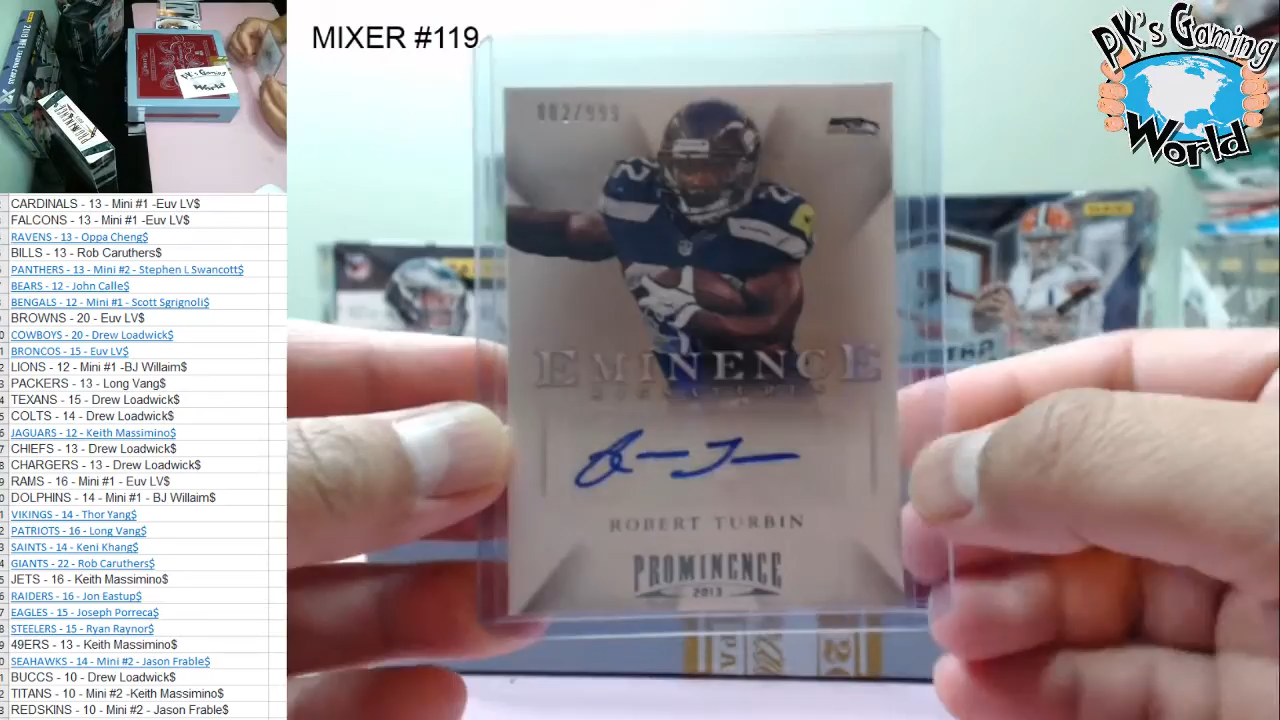 MIXER #119
PK's Gaming
World
CARDINALS - 13 - Mini #1 -Euv LV$
FALCONS - 13 - Mini #1 -Euv LV$
RAVENS - 13 - Oppa Cheng$
BILLS - 13 - Rob Caruthers$
PANTHERS - 13 - Mini #2 - Stephen L Swancott$
BEARS - 12 - John Calle$
BENGALS - 12 - Mini #1 - Scott Sgrignoli$
BROWNS - 20 - Euv LV$
COWBOYS - 20 - Drew Loadwick$
BRONCOS - 15 - Euv LV$
LIONS - 12 - Mini #1 -BJ Willaim$
PACKERS - 13 - Long Vang$
TEXANS - 15 - Drew Loadwick$
COLTS - 14 - Drew Loadwick$
JAGUARS - 12 - Keith Massimino$
CHIEFS - 13 - Drew Loadwick$
CHARGERS - 13 - Drew Loadwick$
RAMS - 16 - Mini #1 - Euv LV$
DOLPHINS - 14 - Mini #1 - BJ Willaim$
VIKINGS - 14 - Thor Yang$
PATRIOTS - 16 - Long Vang$
SAINTS - 14 - Keni Khang$
GIANTS - 22 - Rob Caruthers$
JETS - 16 - Keith Massimino$
RAIDERS - 16 - Jon Eastup$
EAGLES - 15 - Joseph Porreca$
STEELERS - 15 - Ryan Raynor$
49ERS - 13 - Keith Massimino$
SEAHAWKS - 14 - Mini #2 - Jason Frable$
BUCCS - 10 - Drew Loadwick$
TITANS - 10 - Mini #2 -Keith Massimino$
REDSKINS - 10 - Mini #2 - Jason Frable$
002/999
22
EMINENCE
SIGNATURES
ROBERT TURBIN
PROMINENCE
2013
PK's Gaming
World
PANINI